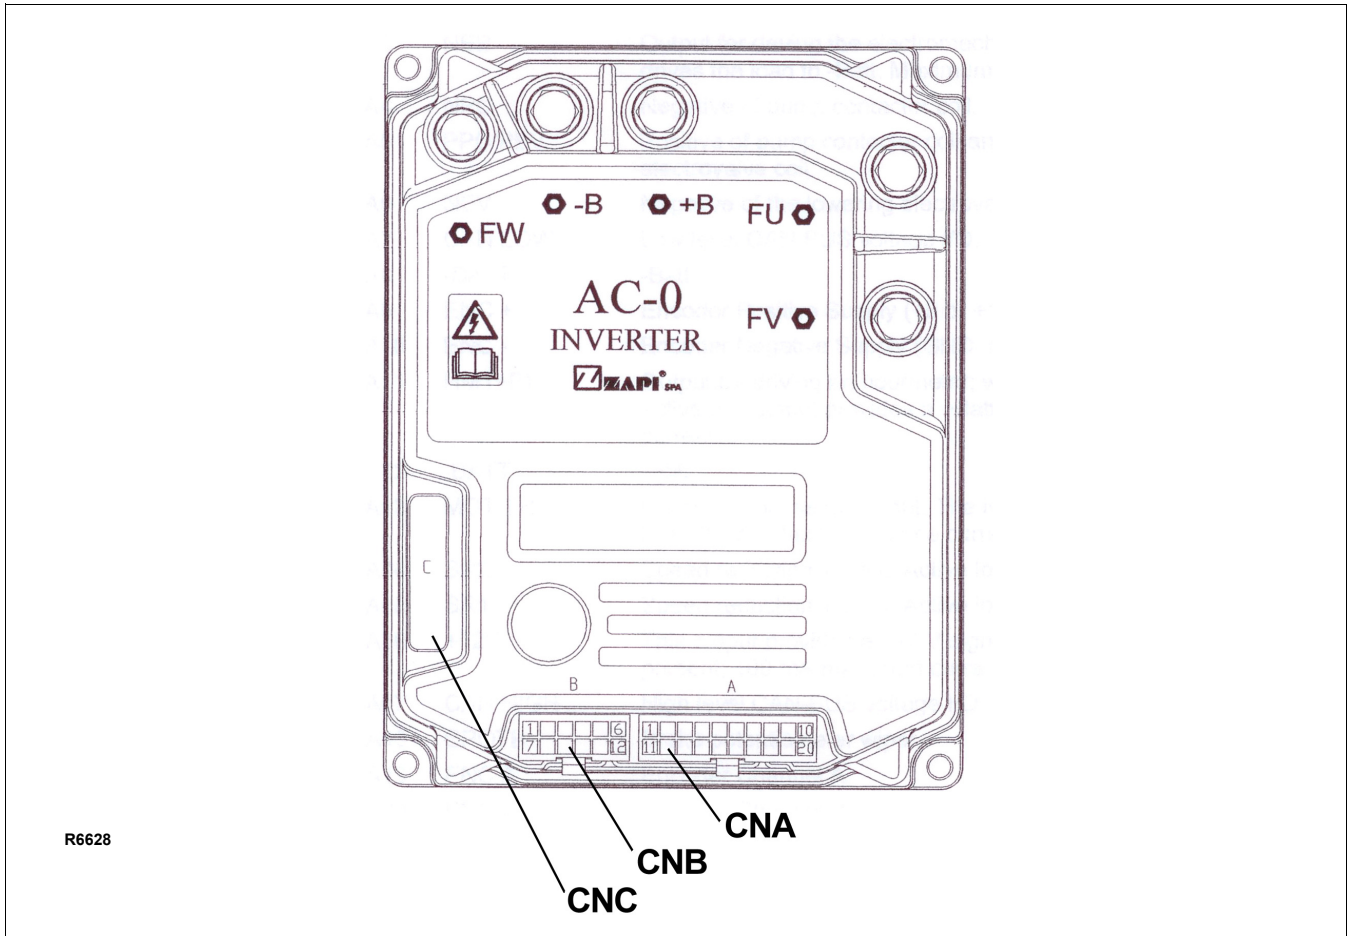 -B
+B
FU
FW
AC-0
INVERTER
FV
ZAPI® SPA
C
B
A
1 6 1 10
7 12 11 20
CNA
R6628
CNB
CNC